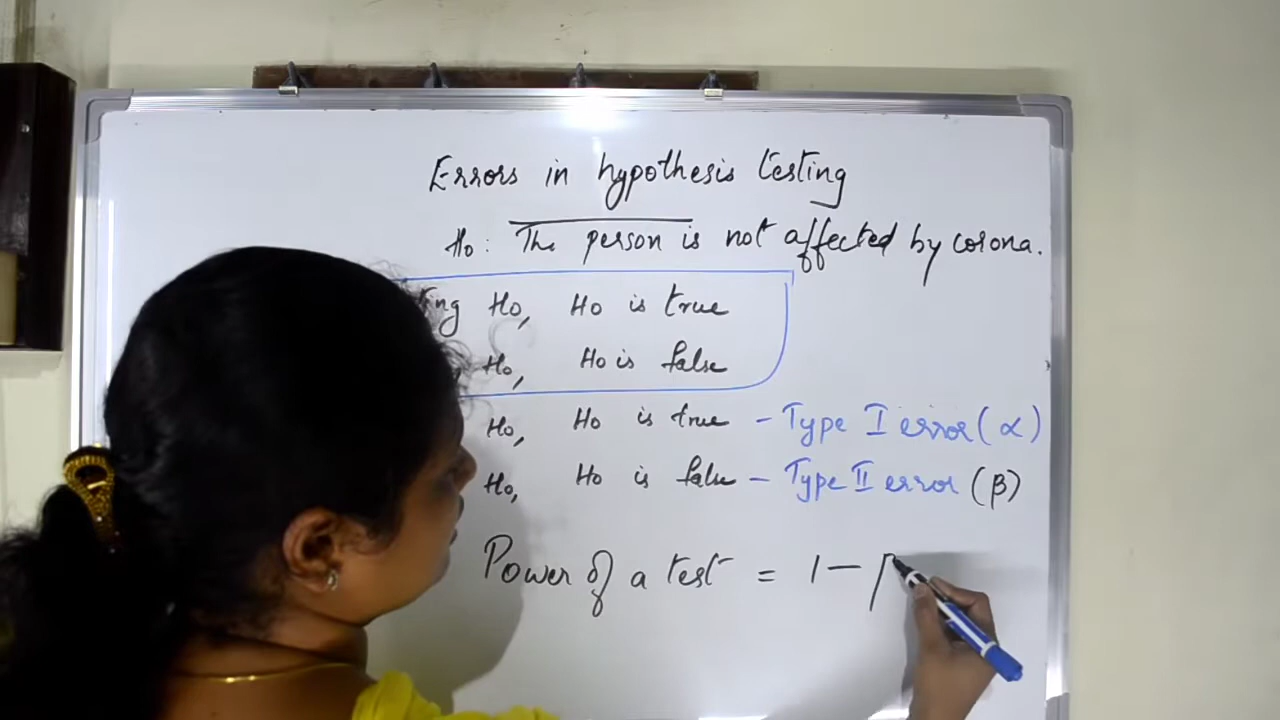 Errors in hypothesis testing
Ho: The person is not affected by corona.
ting Ho, Ho is true
Ho, Ho is false
Ho, Ho is true - Type I error (α)
Ho, Ho is false - Type II error (β)
Power of a test = 1 -